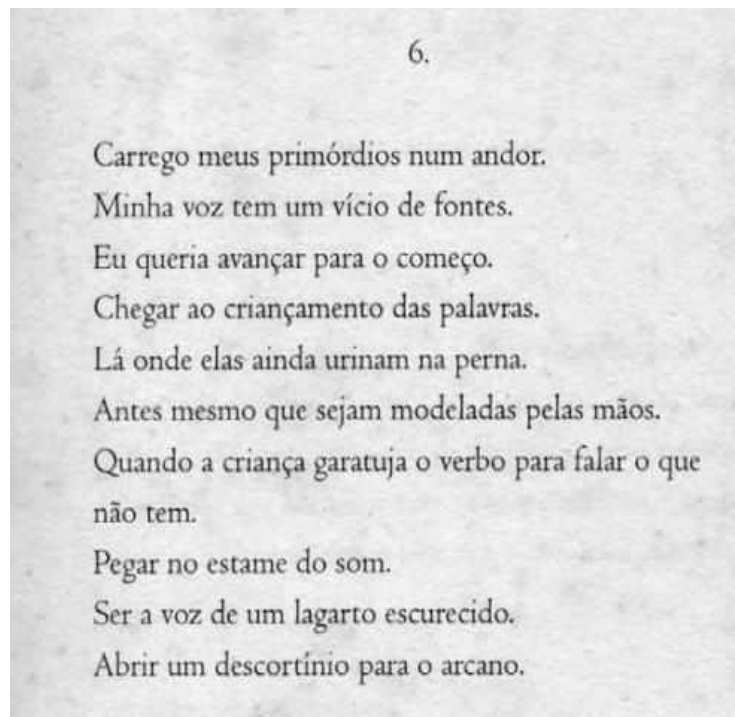 6.
Carrego meus primórdios num andor.
Minha voz tem um vício de fontes.
Eu queria avançar para o começo.
Chegar ao criançamento das palavras.
Lá onde elas ainda urinam na perna.
Antes mesmo que sejam modeladas pelas mãos.
Quando a criança garatuja o verbo para falar o que
não tem.
Pegar no estame do som.
Ser a voz de um lagarto escurecido.
Abrir um descortínio para o arcano.